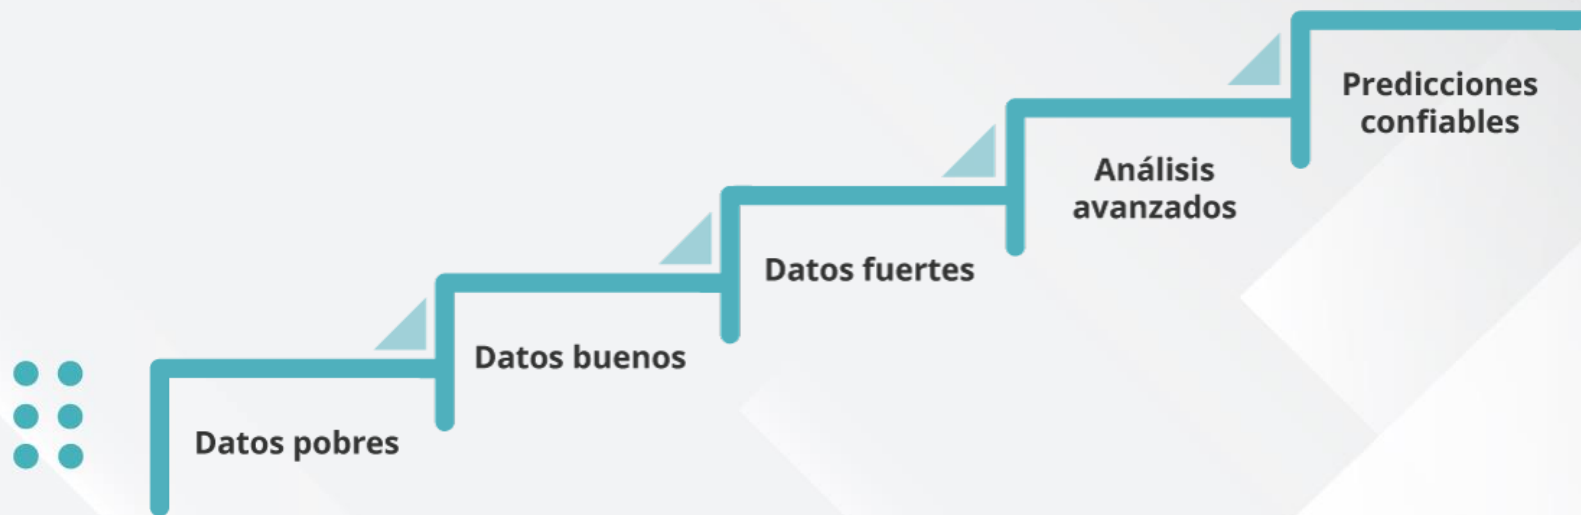 Datos pobres
Datos buenos
Datos fuertes
Análisis
avanzados
Predicciones
confiables